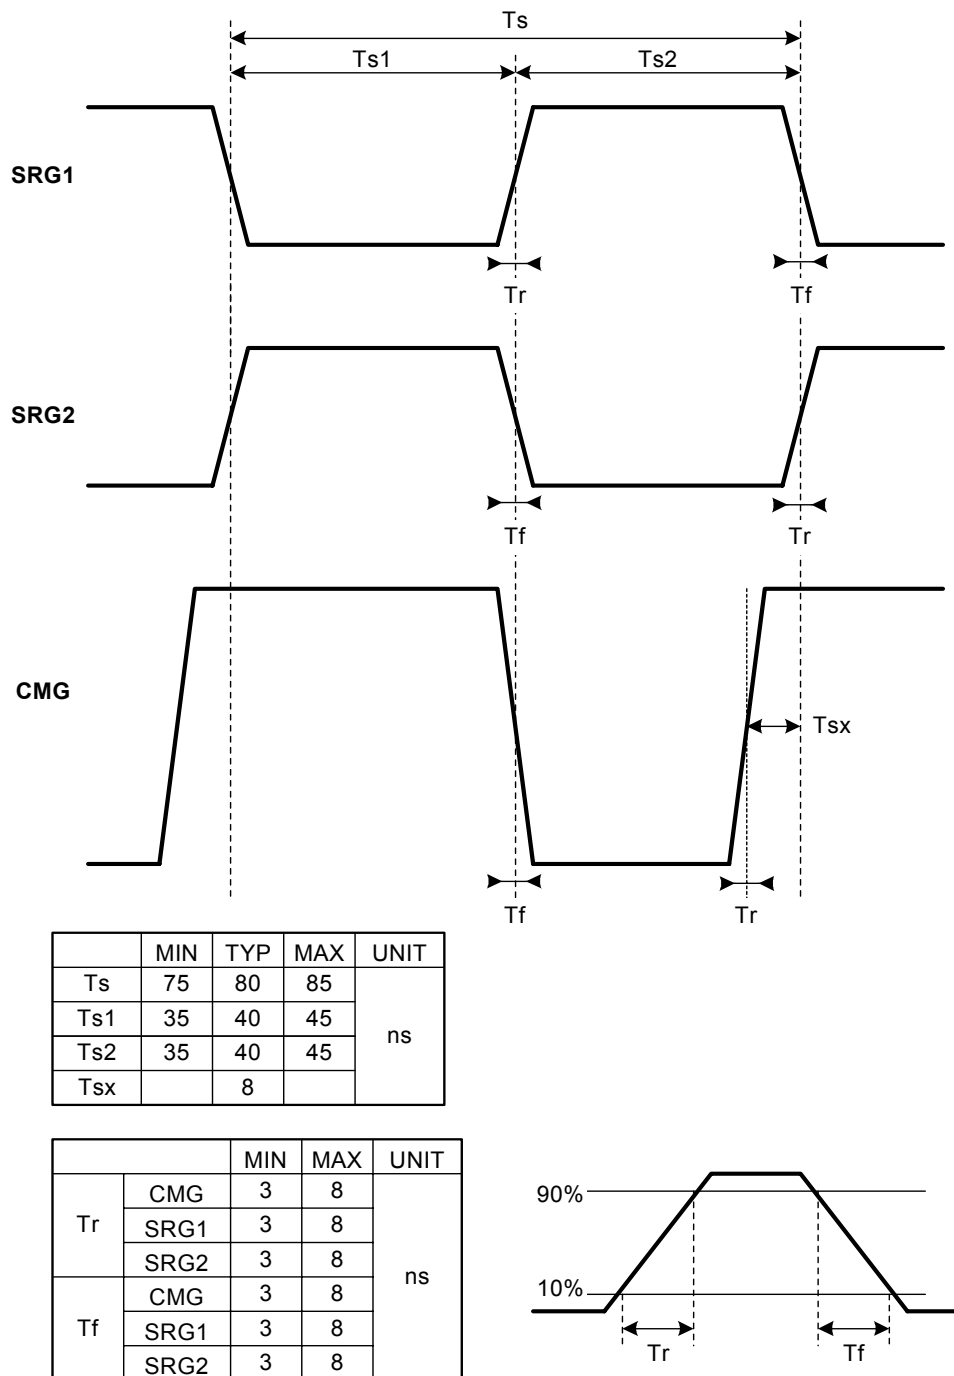 Ts
Ts1 Ts2
SRG1
Tr Tf
SRG2
Tf Tr
CMG
Tsx
Tf Tr
MIN TYP MAX UNIT
Ts 75 80 85
Ts1 35 40 45
ns
Ts2 35 40 45
Tsx 8
MIN MAX UNIT
Tr CMG 3 8
SRG1 3 8
SRG2 3 8
ns
Tf CMG 3 8
SRG1 3 8
SRG2 3 8
90%
10%
Tr Tf